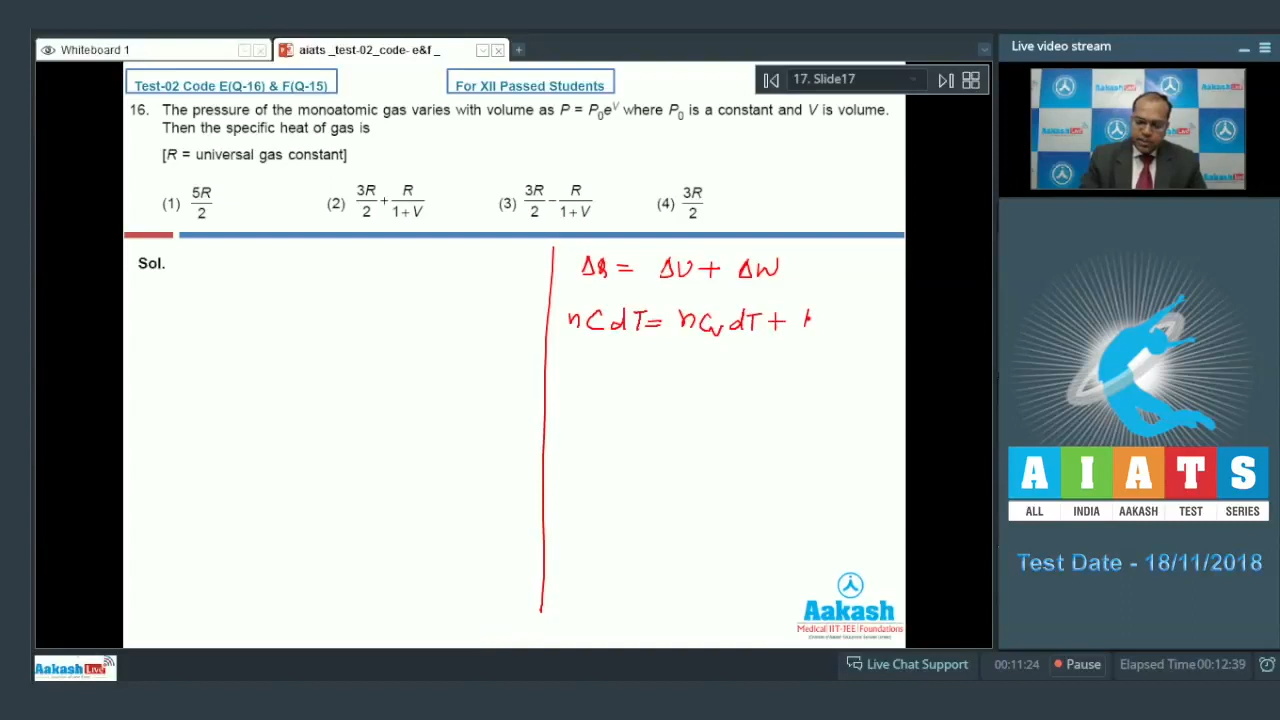 Whiteboard 1
aiats _test-02_code- e&f _
Live video stream
Test-02 Code E(Q-16) & F(Q-15)
For XII Passed Students
17. Slide17
16. The pressure of the monoatomic gas varies with volume as P = P₀eⱽ where P₀ is a constant and V is volume.
Then the specific heat of gas is
[R = universal gas constant]
(1) 5R/2 (2) 3R/2 + R/1+V (3) 3R/2 − R/1+V (4) 3R/2
Sol.
ΔQ = ΔU + ΔW
nCdT = nCvdT +
AIATS
ALL INDIA AAKASH TEST SERIES
Test Date - 18/11/2018
Aakash
Medical|IIT-JEE|Foundations
Aakash Live
Live Chat Support
00:11:24
Pause
Elapsed Time 00:12:39